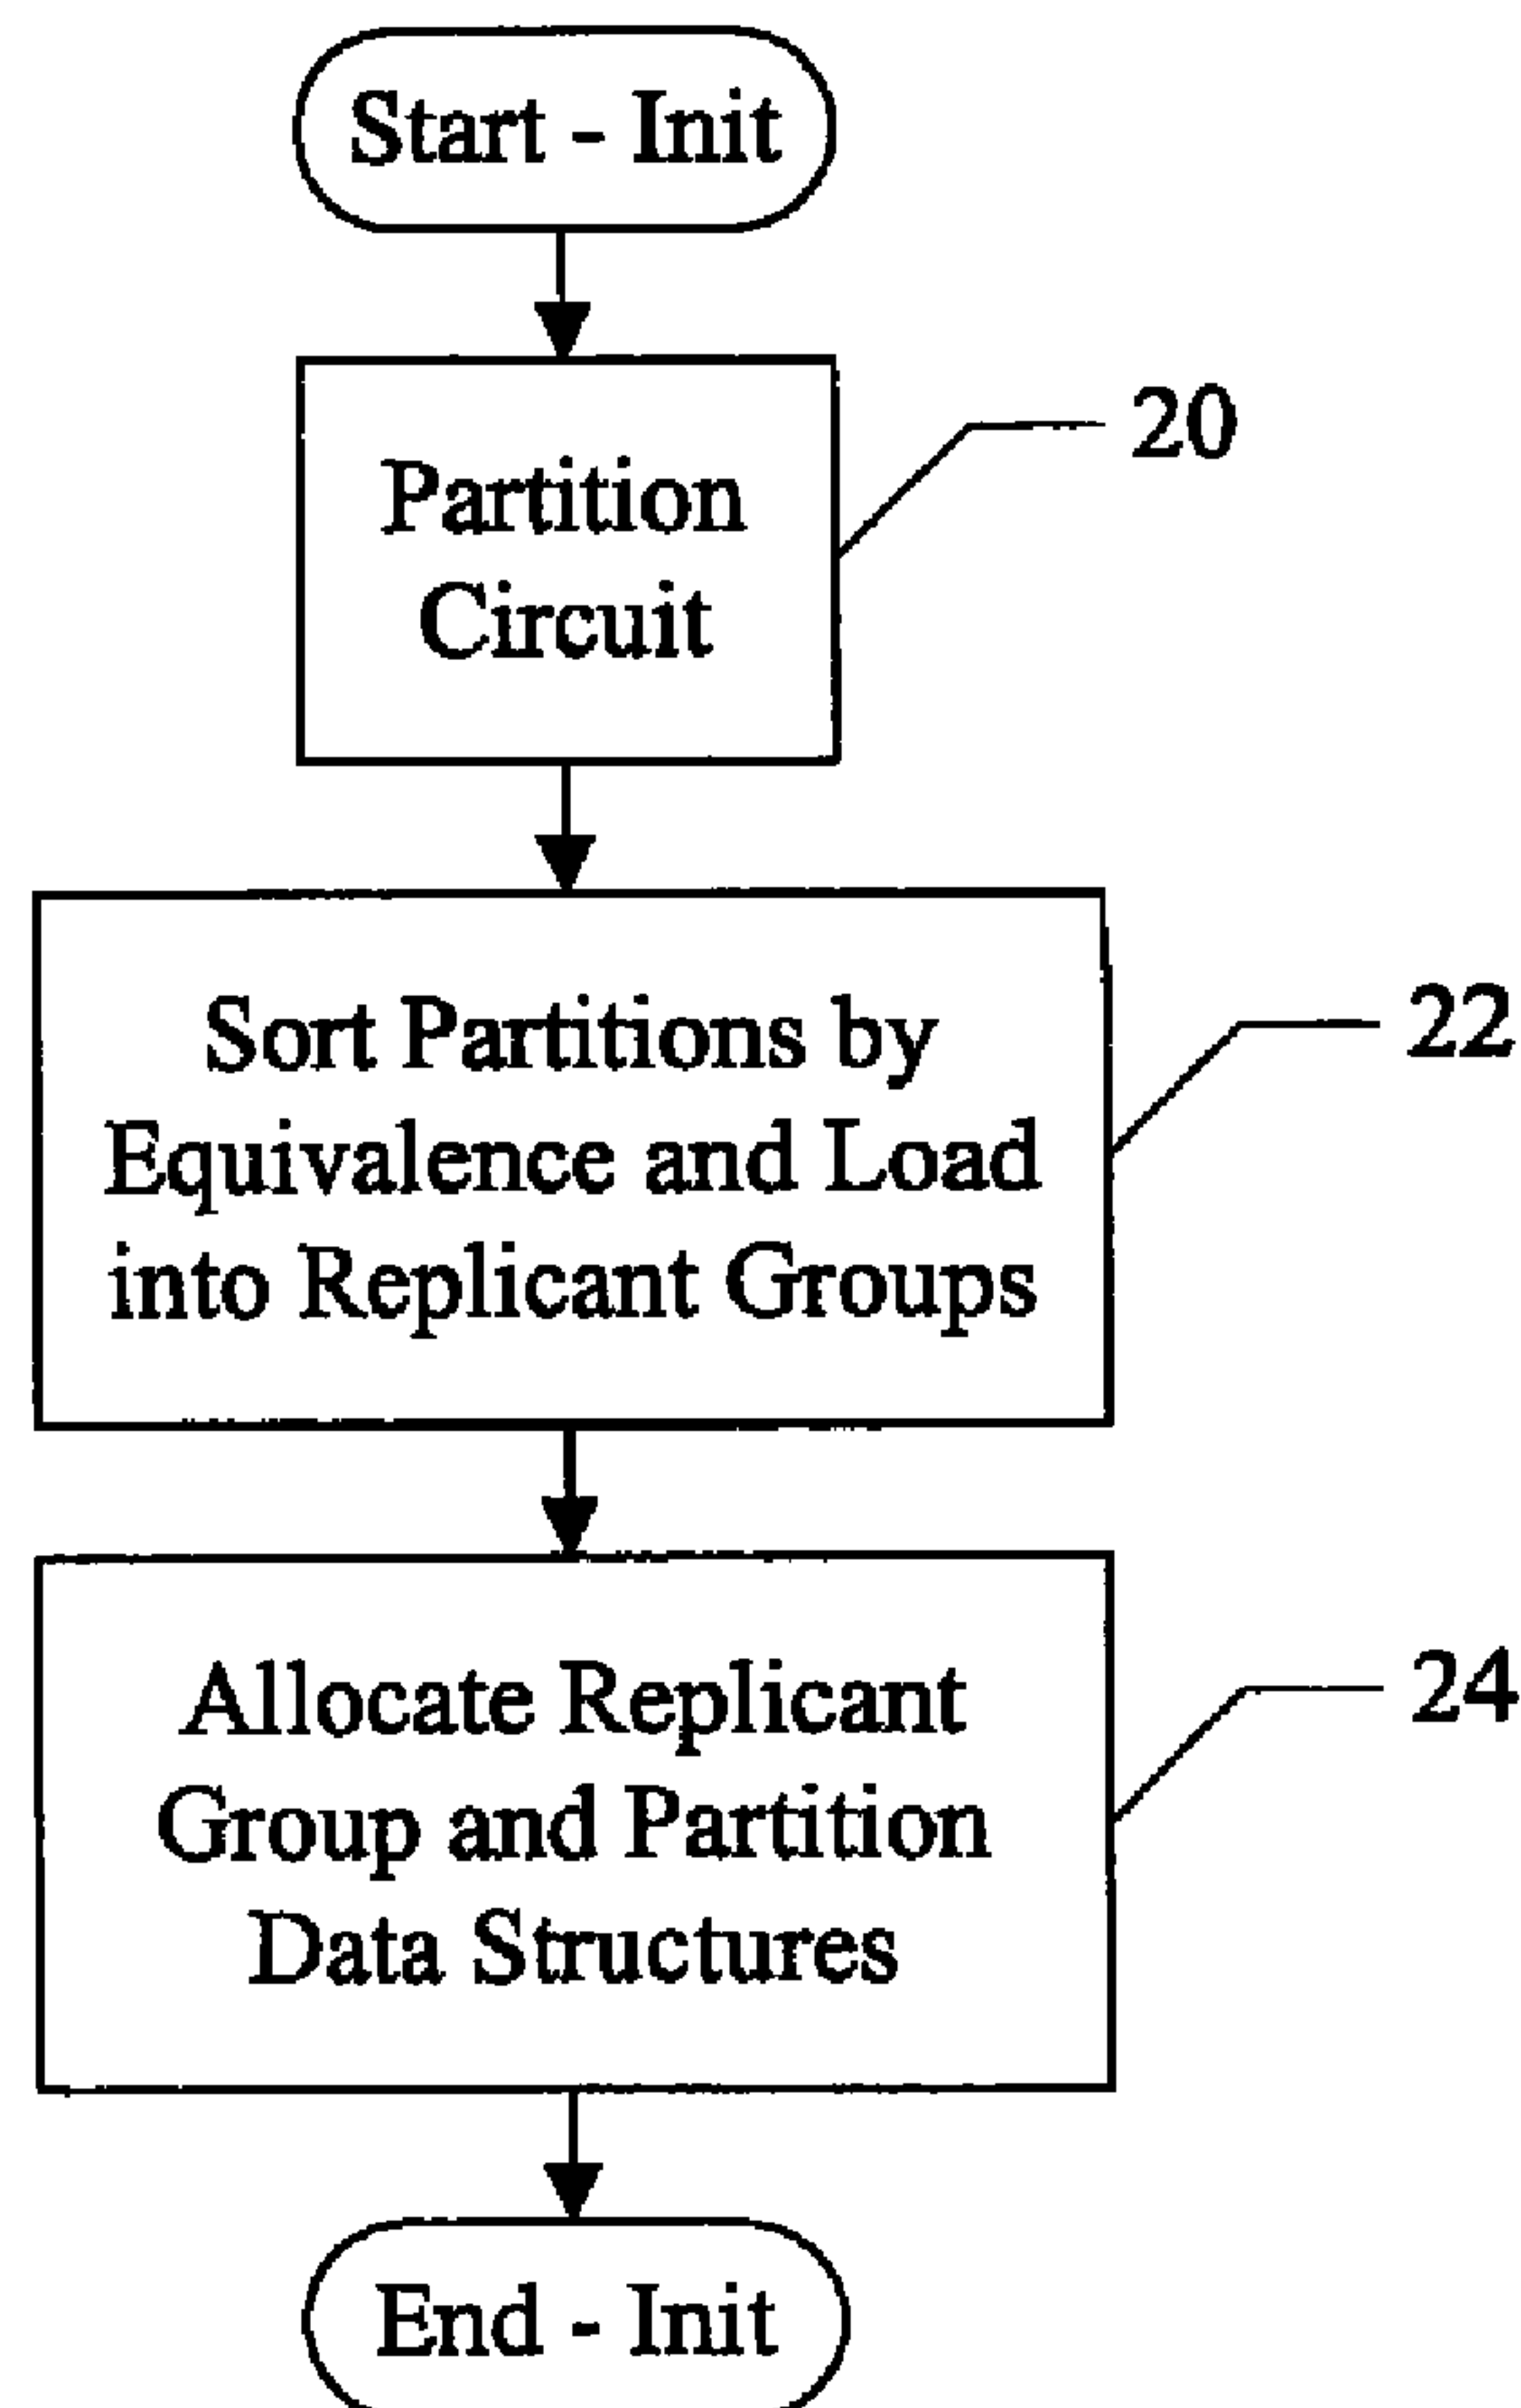 Start - Init
Partition
Circuit
20
Sort Partitions by
Equivalence and Load
into Replicant Groups
22
Allocate Replicant
Group and Partition
Data Structures
24
End - Init